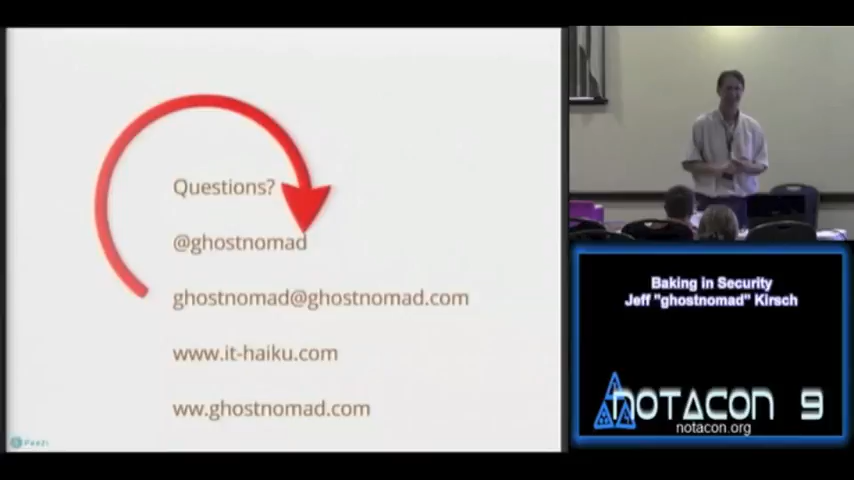 Questions?
@ghostnomad
ghostnomad@ghostnomad.com
www.it-haiku.com
ww.ghostnomad.com
Prezi
Baking in Security
Jeff "ghostnomad" Kirsch
NOTACON 9
notacon.org